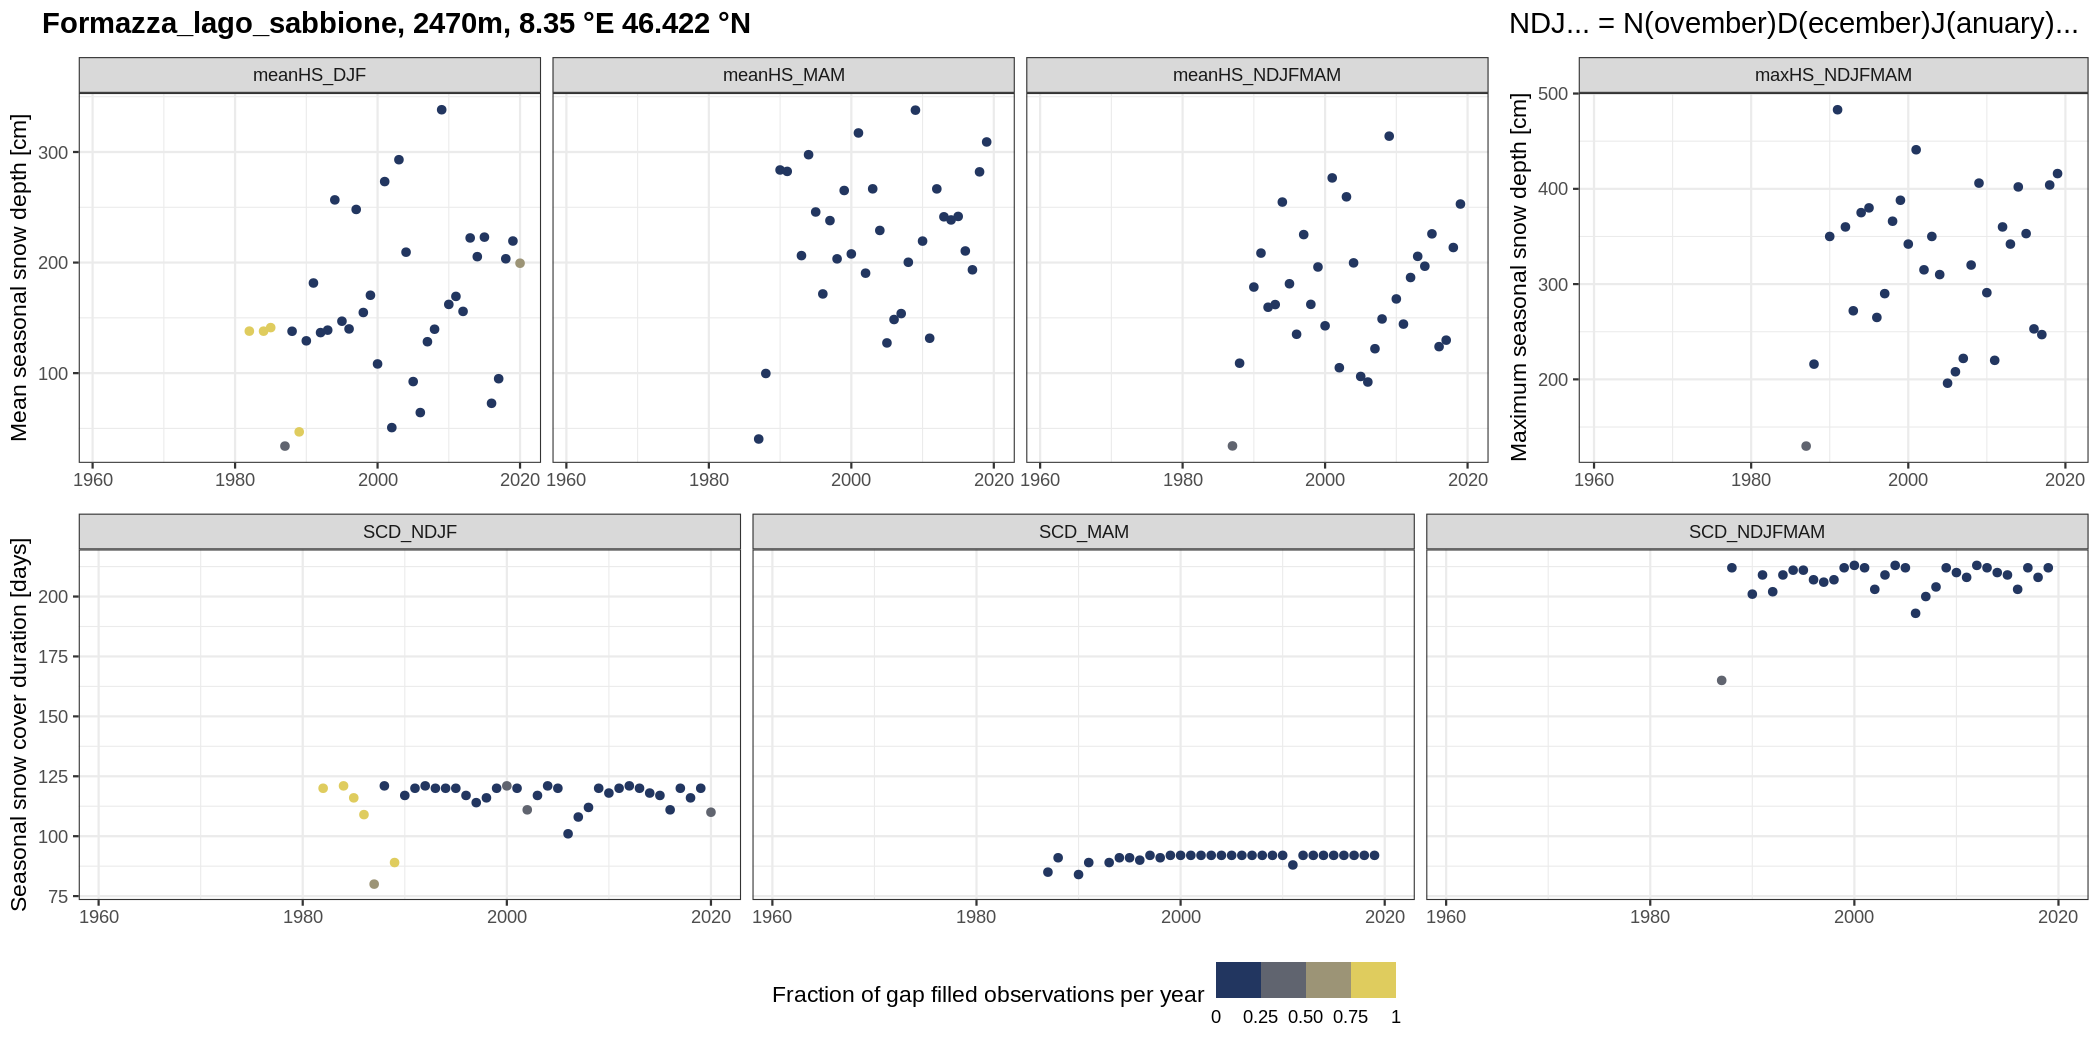 Formazza_lago_sabbione, 2470m, 8.35 °E 46.422 °N
NDJ... = N(ovember)D(ecember)J(anuary)...
meanHS_DJF
meanHS_MAM
meanHS_NDJFMAM
maxHS_NDJFMAM
Mean seasonal snow depth [cm]
300
200
100
1960 1980 2000 2020
1960 1980 2000 2020
1960 1980 2000 2020
Maximum seasonal snow depth [cm]
500
400
300
200
1960 1980 2000 2020
SCD_NDJF
SCD_MAM
SCD_NDJFMAM
Seasonal snow cover duration [days]
200
175
150
125
100
75
1960 1980 2000 2020
1960 1980 2000 2020
1960 1980 2000 2020
Fraction of gap filled observations per year
0 0.25 0.50 0.75 1